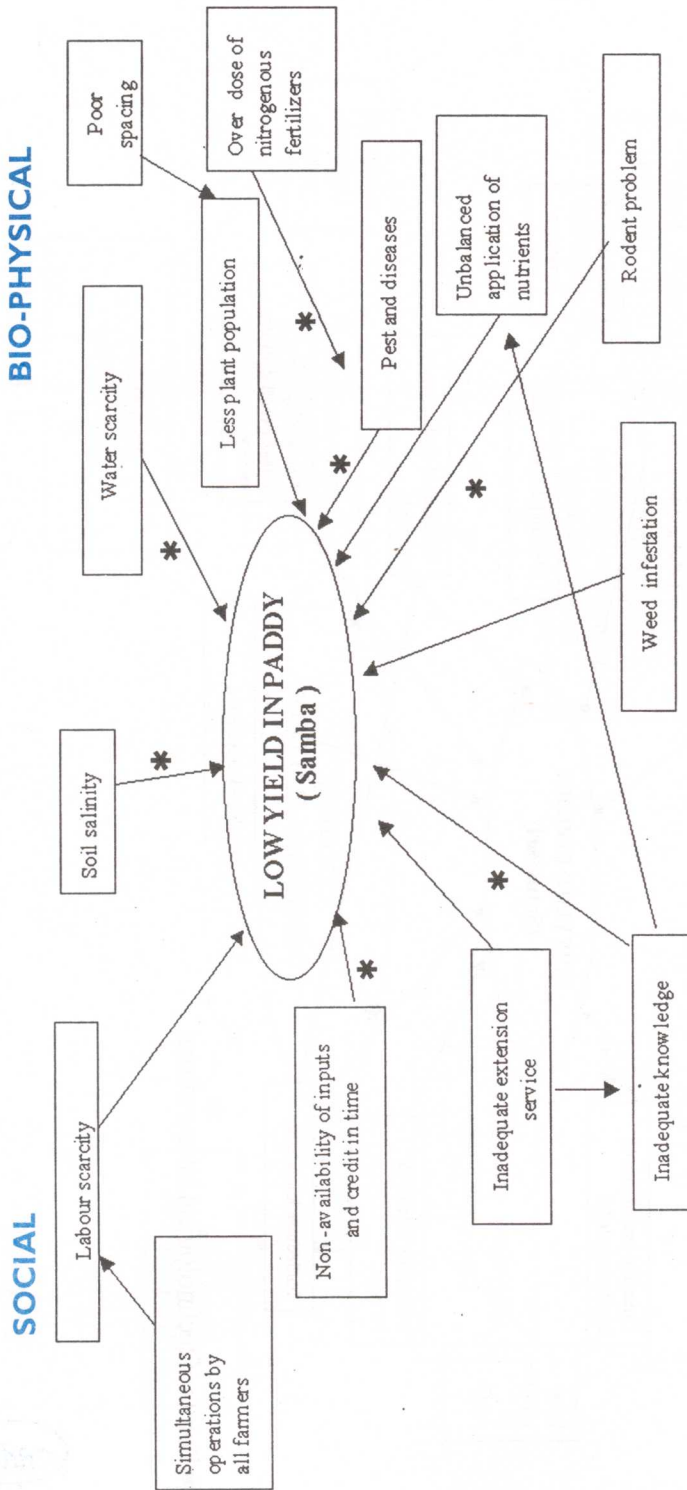 SOCIAL
BIO-PHYSICAL
Labour scarcity
Soil salinity
Water scarcity
Poor
spacing
Simultaneous
operations by
all farmers
Less plant population
Over dose of
nitrogenous
fertilizers
LOW YIELD IN PADDY
( Samba )
*
*
*
*
*
*
*
Non-availability of inputs
and credit in time
Pest and diseases
Unbalanced
application of
nutrients
Inadequate extension
service
Inadequate knowledge
Weed infestation
Rodent problem